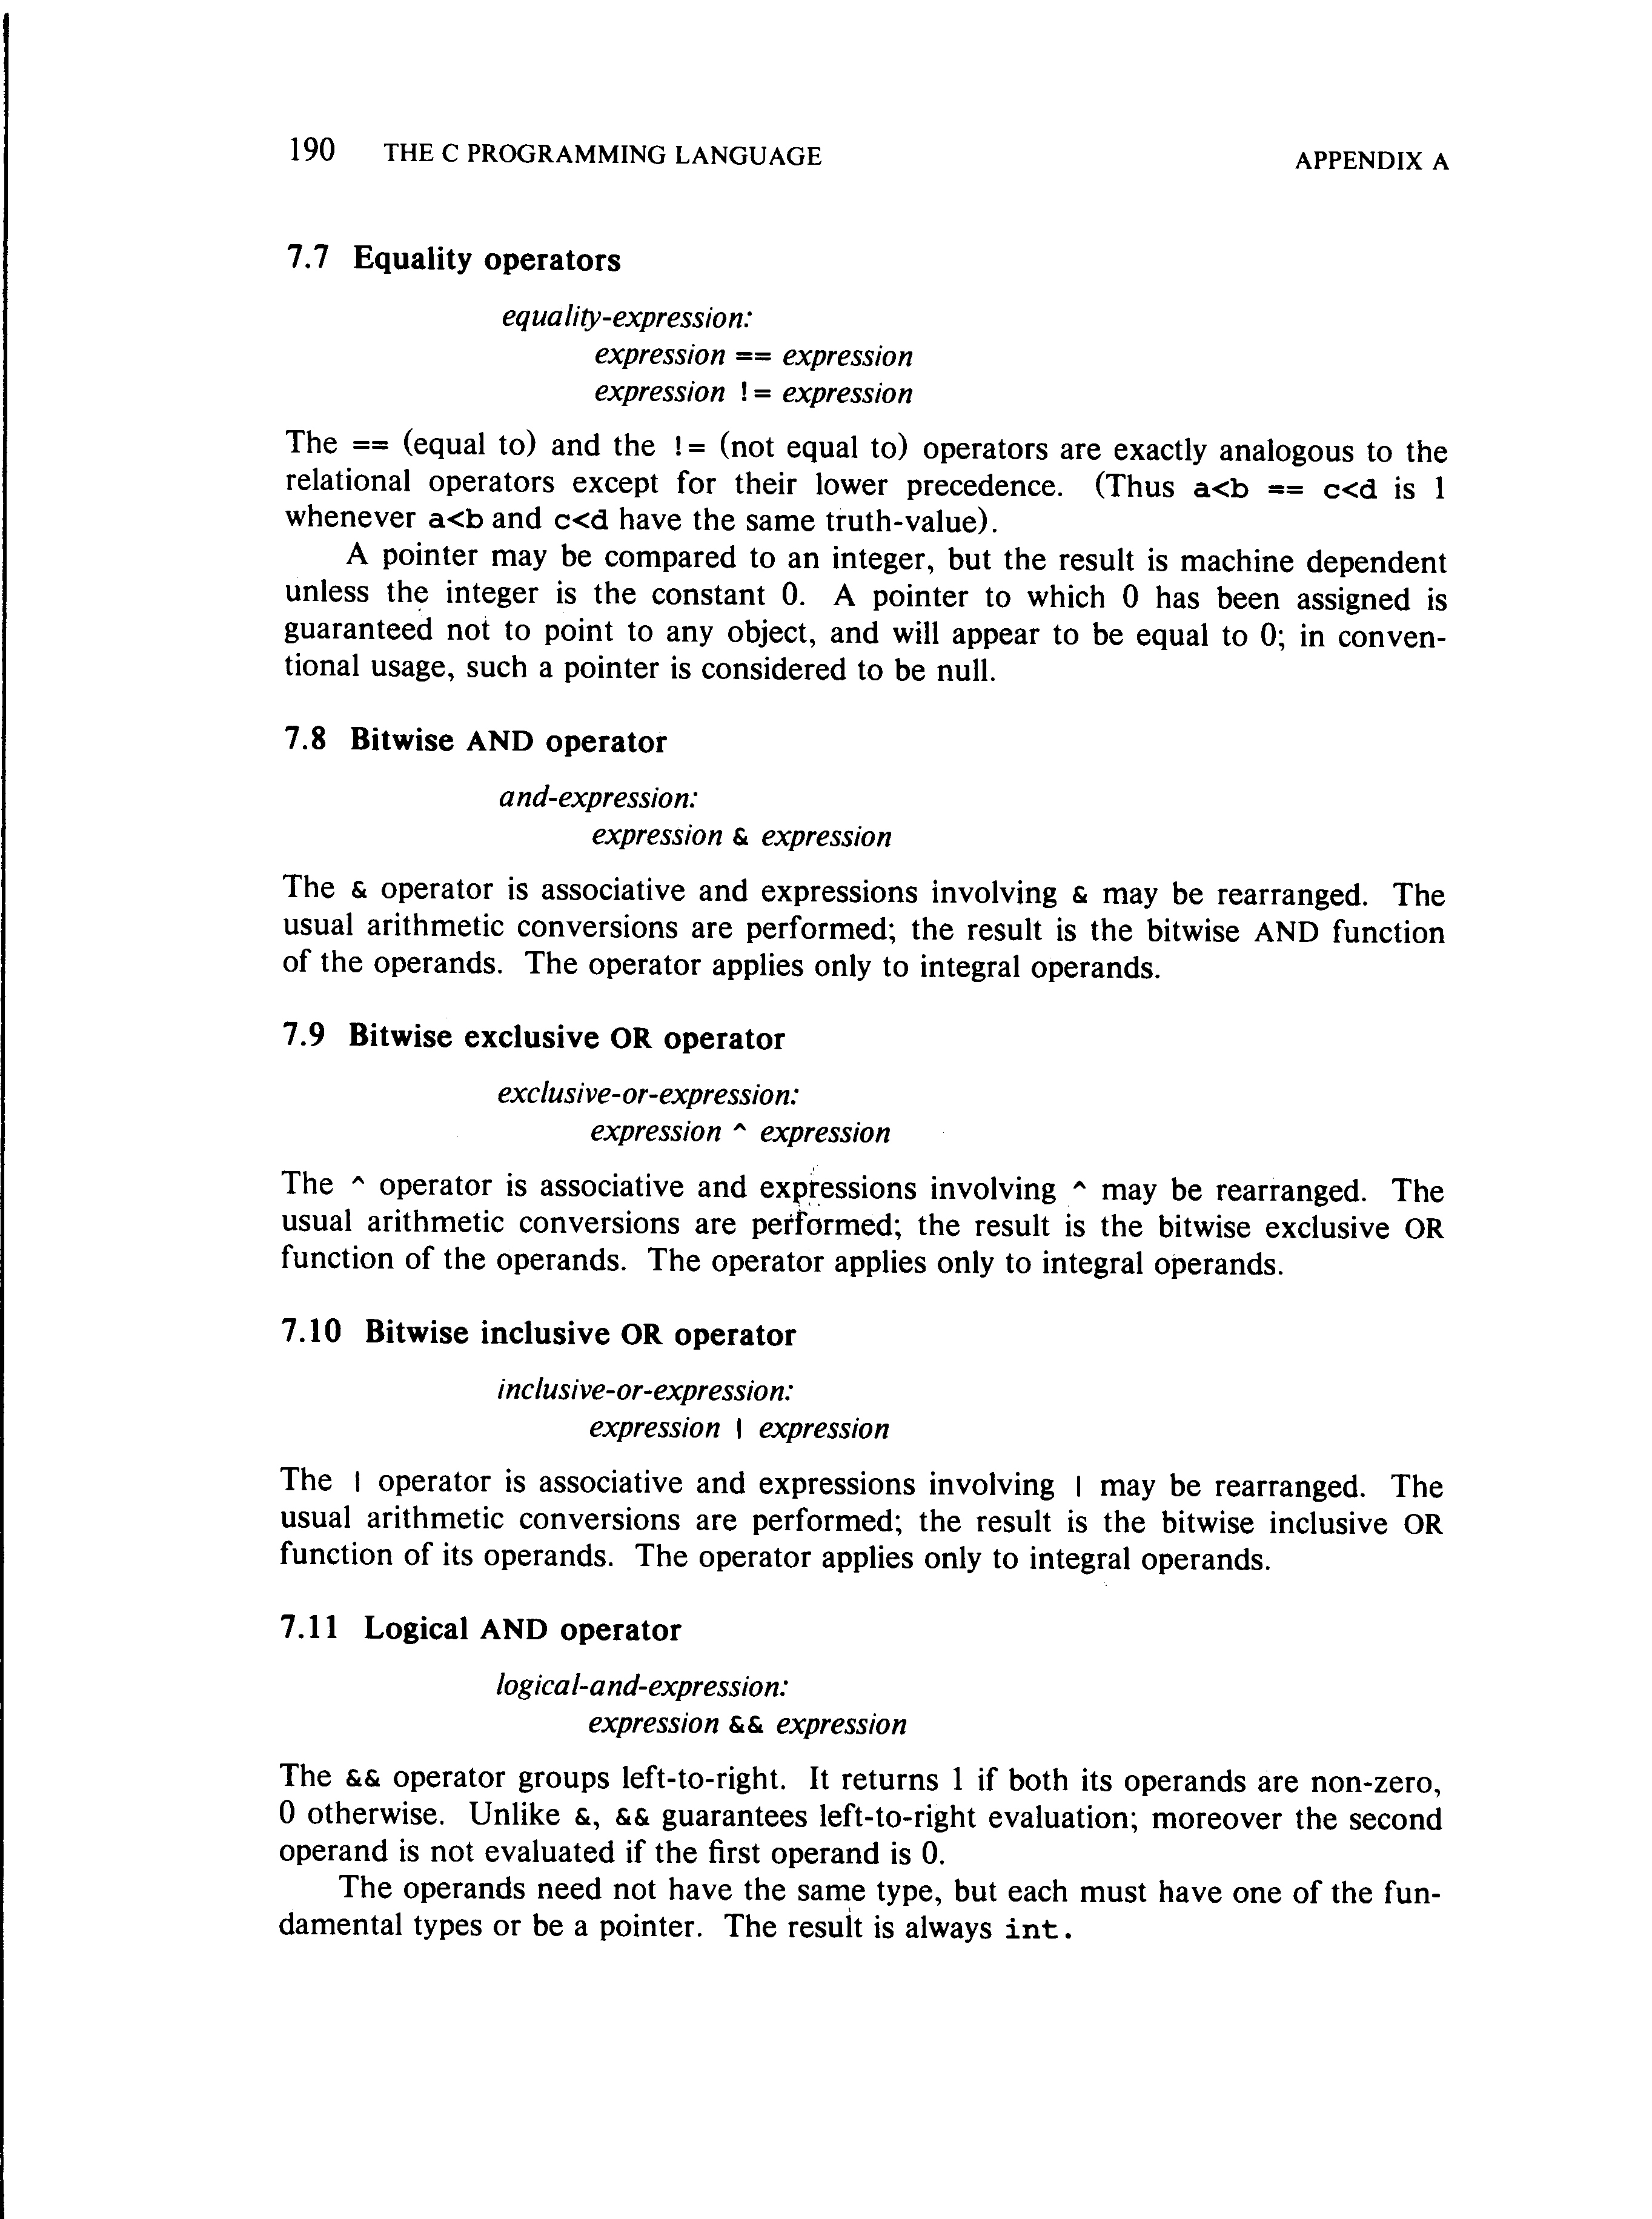 190 THE C PROGRAMMING LANGUAGE APPENDIX A
7.7 Equality operators
equality-expression:
expression == expression
expression != expression
The == (equal to) and the != (not equal to) operators are exactly analogous to the
relational operators except for their lower precedence. (Thus a<b == c<d is 1
whenever a<b and c<d have the same truth-value).
A pointer may be compared to an integer, but the result is machine dependent
unless the integer is the constant 0. A pointer to which 0 has been assigned is
guaranteed not to point to any object, and will appear to be equal to 0; in conven-
tional usage, such a pointer is considered to be null.
7.8 Bitwise AND operator
and-expression:
expression & expression
The & operator is associative and expressions involving & may be rearranged. The
usual arithmetic conversions are performed; the result is the bitwise AND function
of the operands. The operator applies only to integral operands.
7.9 Bitwise exclusive OR operator
exclusive-or-expression:
expression ^ expression
The ^ operator is associative and expressions involving ^ may be rearranged. The
usual arithmetic conversions are performed; the result is the bitwise exclusive OR
function of the operands. The operator applies only to integral operands.
7.10 Bitwise inclusive OR operator
inclusive-or-expression:
expression | expression
The | operator is associative and expressions involving | may be rearranged. The
usual arithmetic conversions are performed; the result is the bitwise inclusive OR
function of its operands. The operator applies only to integral operands.
7.11 Logical AND operator
logical-and-expression:
expression && expression
The && operator groups left-to-right. It returns 1 if both its operands are non-zero,
0 otherwise. Unlike &, && guarantees left-to-right evaluation; moreover the second
operand is not evaluated if the first operand is 0.
The operands need not have the same type, but each must have one of the fun-
damental types or be a pointer. The result is always int.